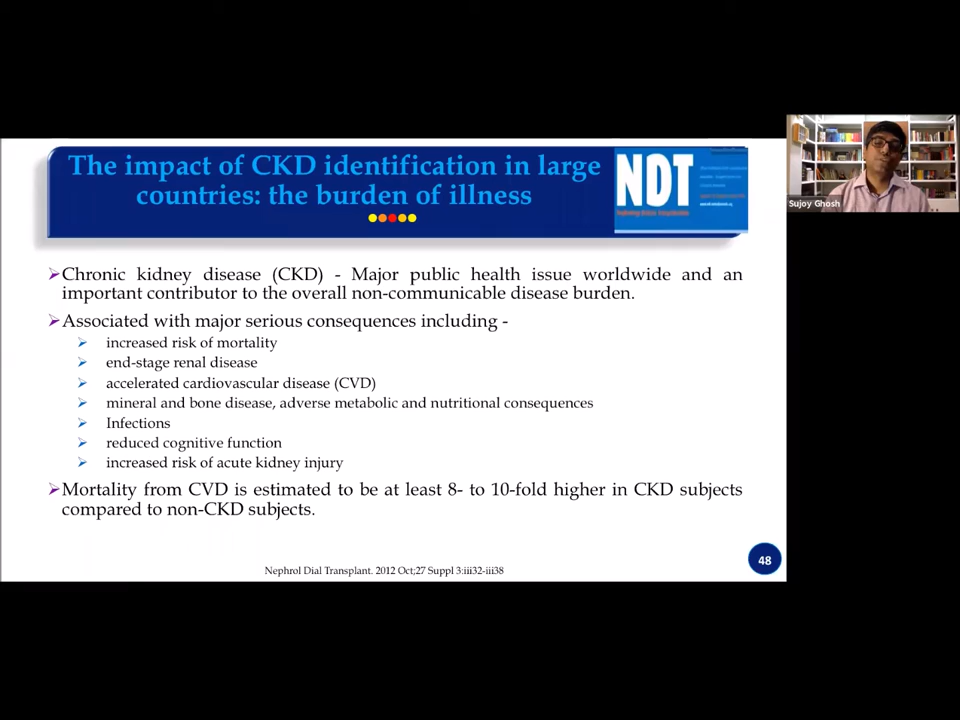 The impact of CKD identification in large
countries: the burden of illness
NDT
Sujoy Ghosh
➢Chronic kidney disease (CKD) - Major public health issue worldwide and an
important contributor to the overall non-communicable disease burden.
➢Associated with major serious consequences including -
➢ increased risk of mortality
➢ end-stage renal disease
➢ accelerated cardiovascular disease (CVD)
➢ mineral and bone disease, adverse metabolic and nutritional consequences
➢ Infections
➢ reduced cognitive function
➢ increased risk of acute kidney injury
➢Mortality from CVD is estimated to be at least 8- to 10-fold higher in CKD subjects
compared to non-CKD subjects.
Nephrol Dial Transplant. 2012 Oct;27 Suppl 3:iii32-iii38
48